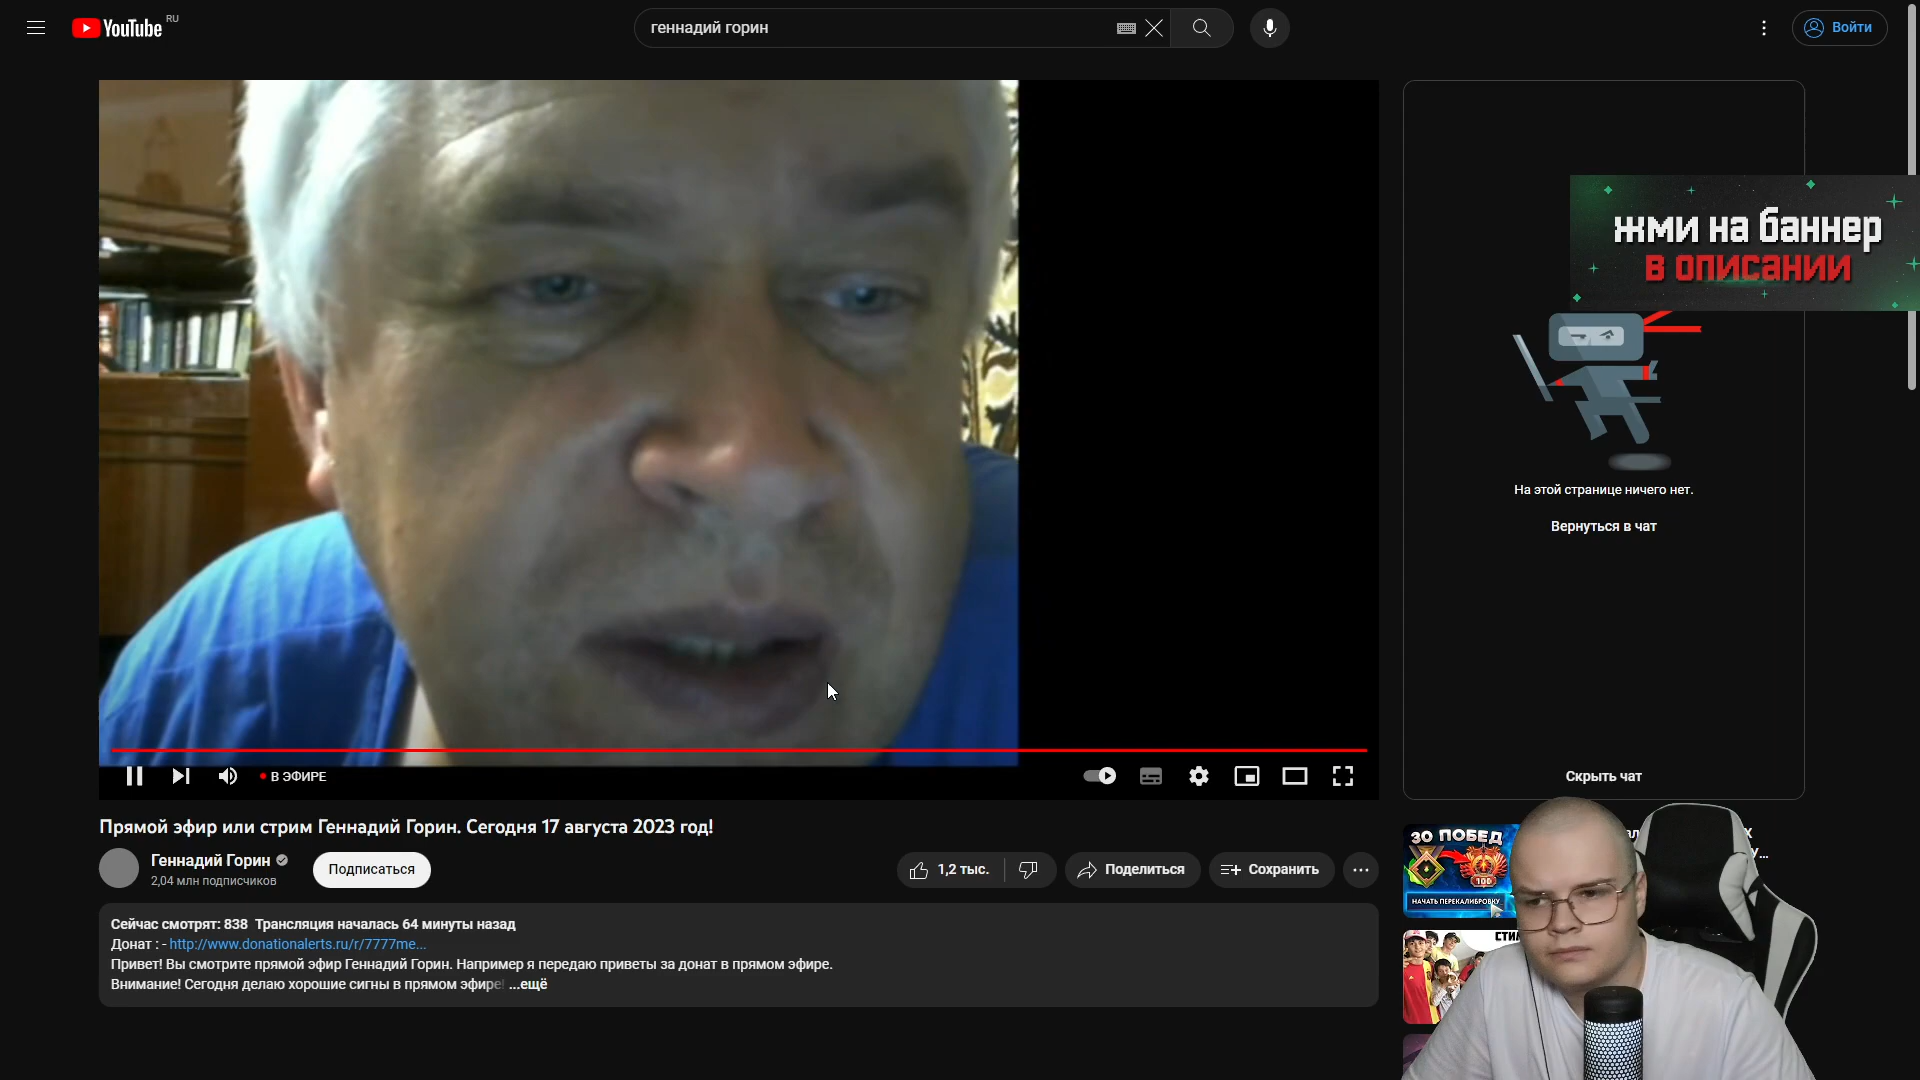 YouTube RU
геннадий горин
Войти
жми на баннер
в описании
На этой странице ничего нет.
Вернуться в чат
Скрыть чат
В ЭФИРЕ
Прямой эфир или стрим Геннадий Горин. Сегодня 17 августа 2023 год!
Геннадий Горин
2,04 млн подписчиков
Подписаться
1,2 тыс.
Поделиться
Сохранить
Сейчас смотрят: 838 Трансляция началась 64 минуты назад
Донат : - http://www.donationalerts.ru/r/7777me...
Привет! Вы смотрите прямой эфир Геннадий Горин. Например я передаю приветы за донат в прямом эфире.
Внимание! Сегодня делаю хорошие сигны в прямом эфире! ...ещё
30 ПОБЕД
100
НАЧАТЬ ПЕРЕКАЛИБРОВКУ